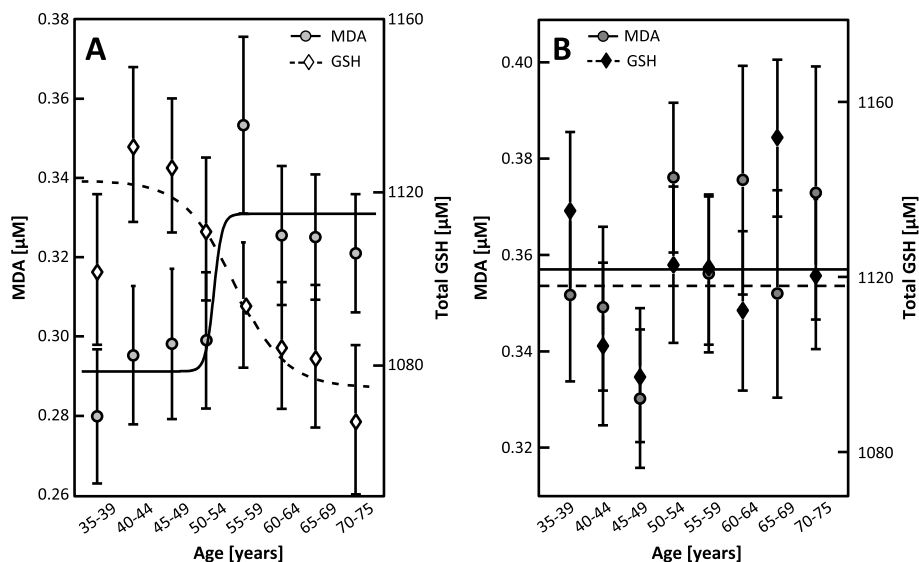 A
MDA
GSH
0.38
0.36
0.34
0.32
0.30
0.28
0.26
MDA [µM]
1160
1120
1080
Total GSH [µM]
35-39
40-44
45-49
50-54
55-59
60-64
65-69
70-75
Age [years]
B
MDA
GSH
0.40
0.38
0.36
0.34
0.32
MDA [µM]
1160
1120
1080
Total GSH [µM]
35-39
40-44
45-49
50-54
55-59
60-64
65-69
70-75
Age [years]